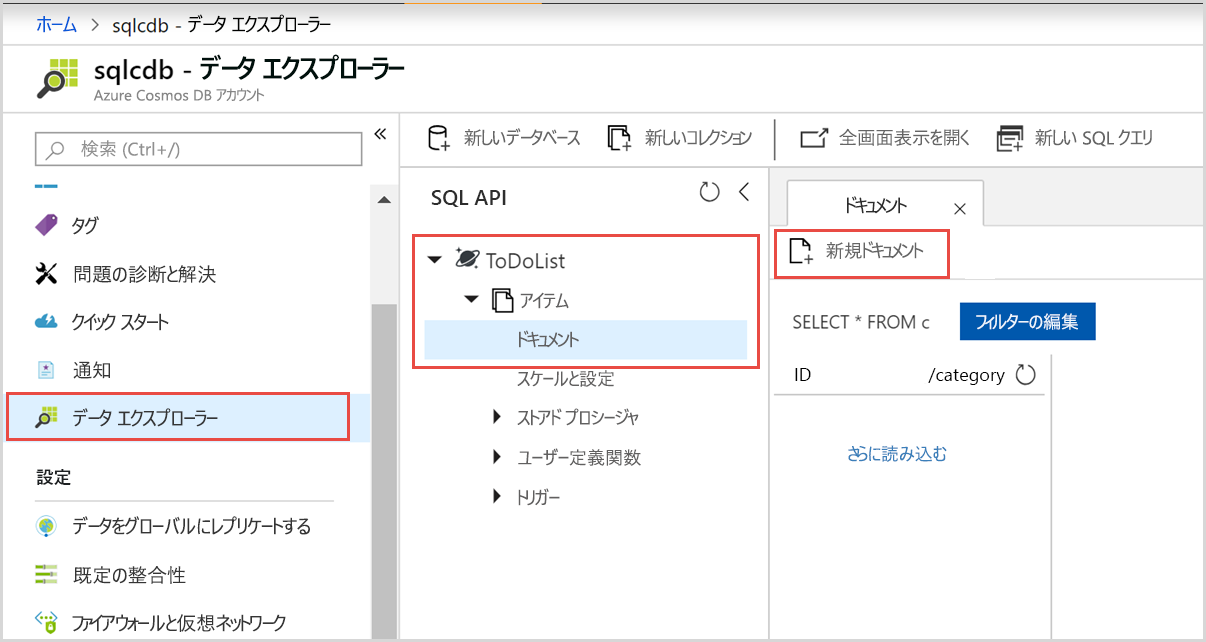 ホーム > sqlcdb - データ エクスプローラー
sqlcdb - データ エクスプローラー
Azure Cosmos DB アカウント
検索 (Ctrl+/)
タグ
問題の診断と解決
クイック スタート
通知
データ エクスプローラー
設定
データをグローバルにレプリケートする
既定の整合性
ファイアウォールと仮想ネットワーク
新しいデータベース 新しいコレクション 全画面表示を開く 新しい SQL クエリ
SQL API
ToDoList
アイテム
ドキュメント
スケールと設定
ストアド プロシージャ
ユーザー定義関数
トリガー
ドキュメント
新規ドキュメント
SELECT * FROM c フィルターの編集
ID /category
さらに読み込む